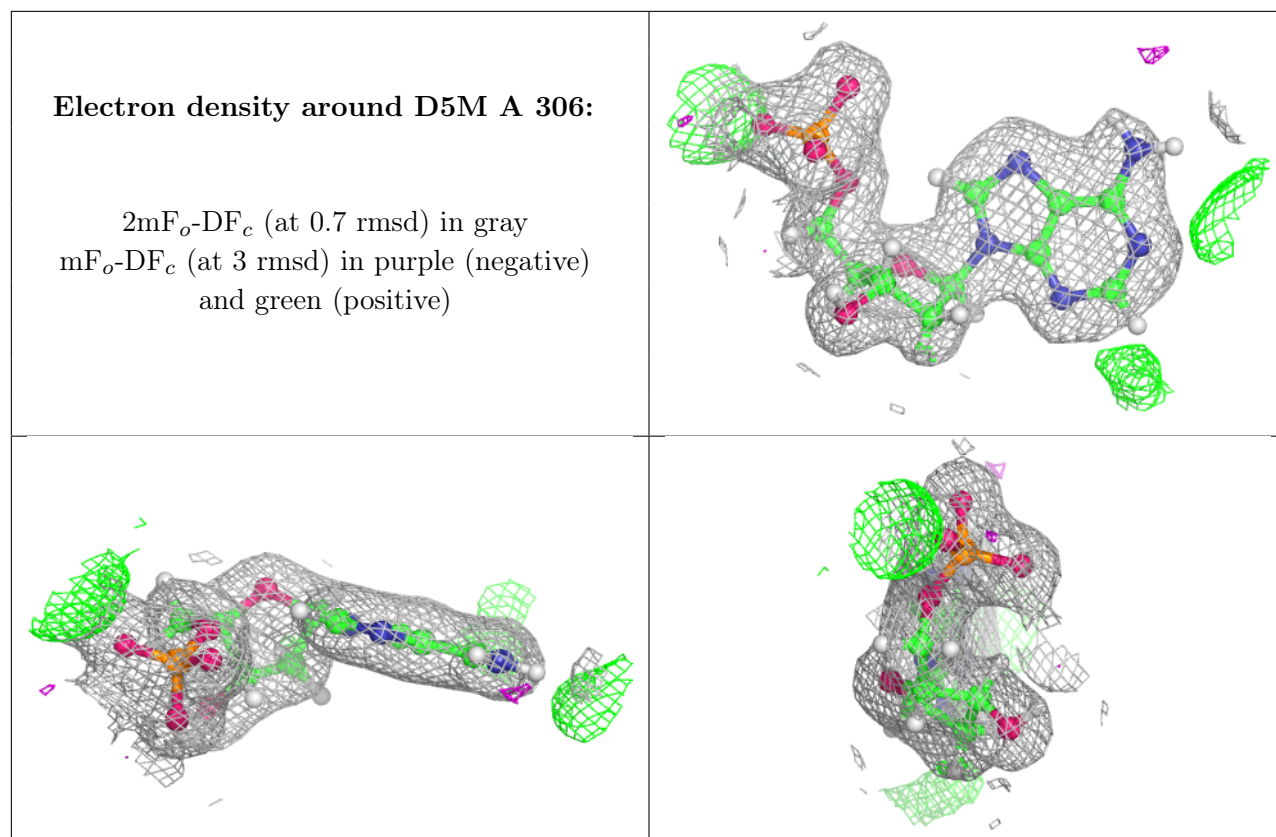 Electron density around D5M A 306:
2mFₒ-DF𝒸 (at 0.7 rmsd) in gray
mFₒ-DF𝒸 (at 3 rmsd) in purple (negative)
and green (positive)